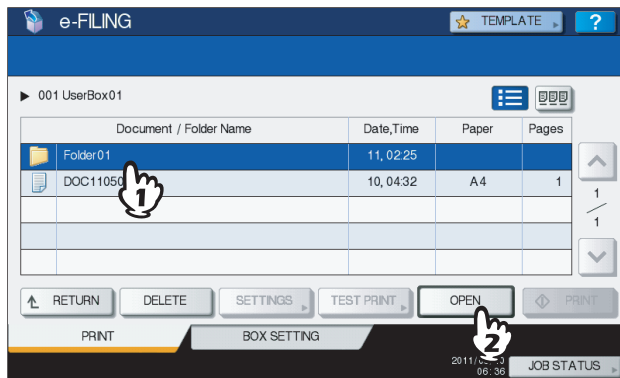 e-FILING
TEMPLATE
?
001 UserBox01
Document / Folder Name Date,Time Paper Pages
Folder01 11, 02:25
DOC11050 10, 04:32 A4 1
1
1
1
RETURN DELETE SETTINGS TEST PRINT OPEN PRINT
2
PRINT BOX SETTING
2011/
06:36
JOB STATUS